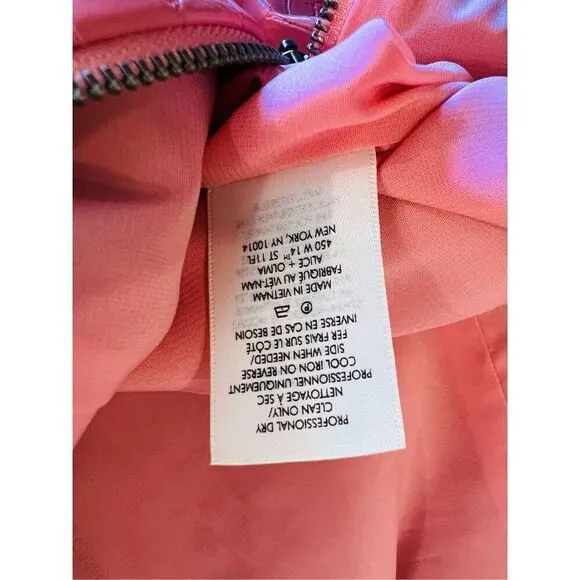 PROFESSIONAL DRY
CLEAN ONLY/
NETTOYAGE À SEC
PROFESSIONNEL UNIQUEMENT
COOL IRON ON REVERSE
SIDE WHEN NEEDED/
FER FRAIS SUR LE CÔTÉ
INVERSE EN CAS DE BESOIN
P
MADE IN VIETNAM
FABRIQUÉ AU VIET-NAM
ALICE + OLIVIA
450 W 14TH ST 11FL
NEW YORK, NY 10014